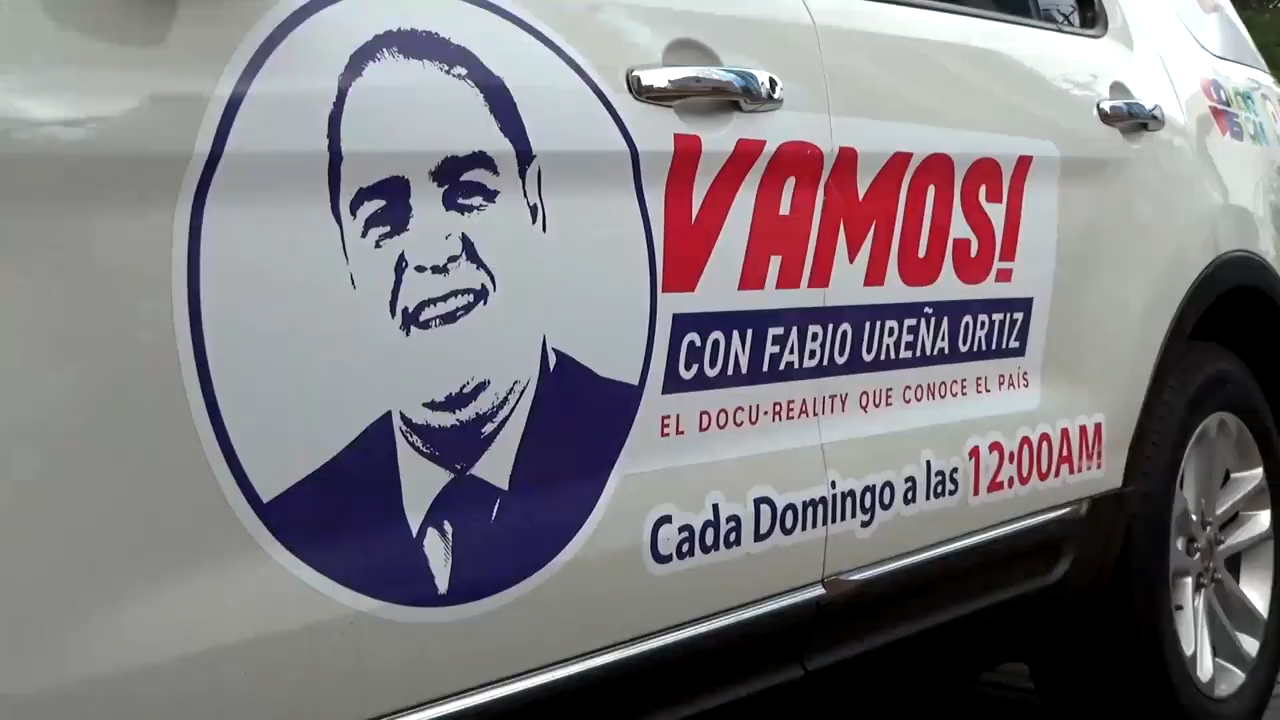 VAMOS!
CON FABIO UREÑA ORTIZ
EL DOCU-REALITY QUE CONOCE EL PAÍS
Cada Domingo a las 12:00AM